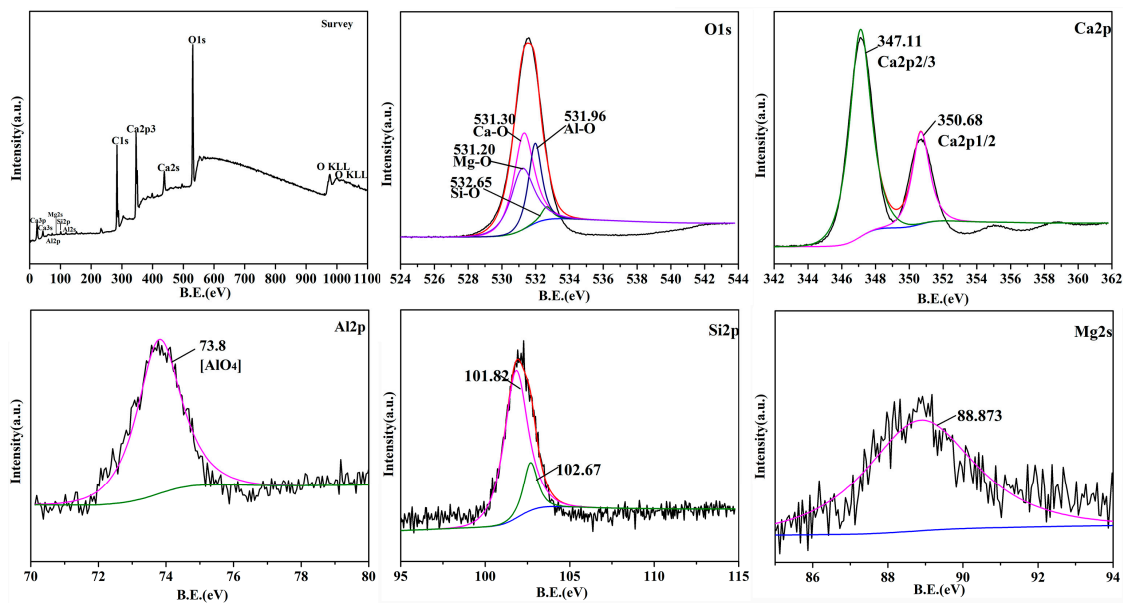 Survey
O1s
C1s
Ca2p3
Ca2s
O KLL
O KLL
Ca3p
Mg2s
Si2p
Ca3s
Al2s
Al2p
Intensity(a.u.)
0 100 200 300 400 500 600 700 800 900 1000 1100
B.E.(eV)
O1s
531.30
Ca-O
531.96
Al-O
531.20
Mg-O
532.65
Si-O
Intensity(a.u.)
524 526 528 530 532 534 536 538 540 542 544
B.E.(eV)
Ca2p
347.11
Ca2p2/3
350.68
Ca2p1/2
Intensity(a.u.)
342 344 346 348 350 352 354 356 358 360 362
B.E.(eV)
Al2p
73.8
[AlO4]
Intensity(a.u.)
70 72 74 76 78 80
B.E.(eV)
Si2p
101.82
102.67
Intensity(a.u.)
95 100 105 110 115
B.E.(eV)
Mg2s
88.873
Intensity(a.u.)
86 88 90 92 94
B.E.(eV)